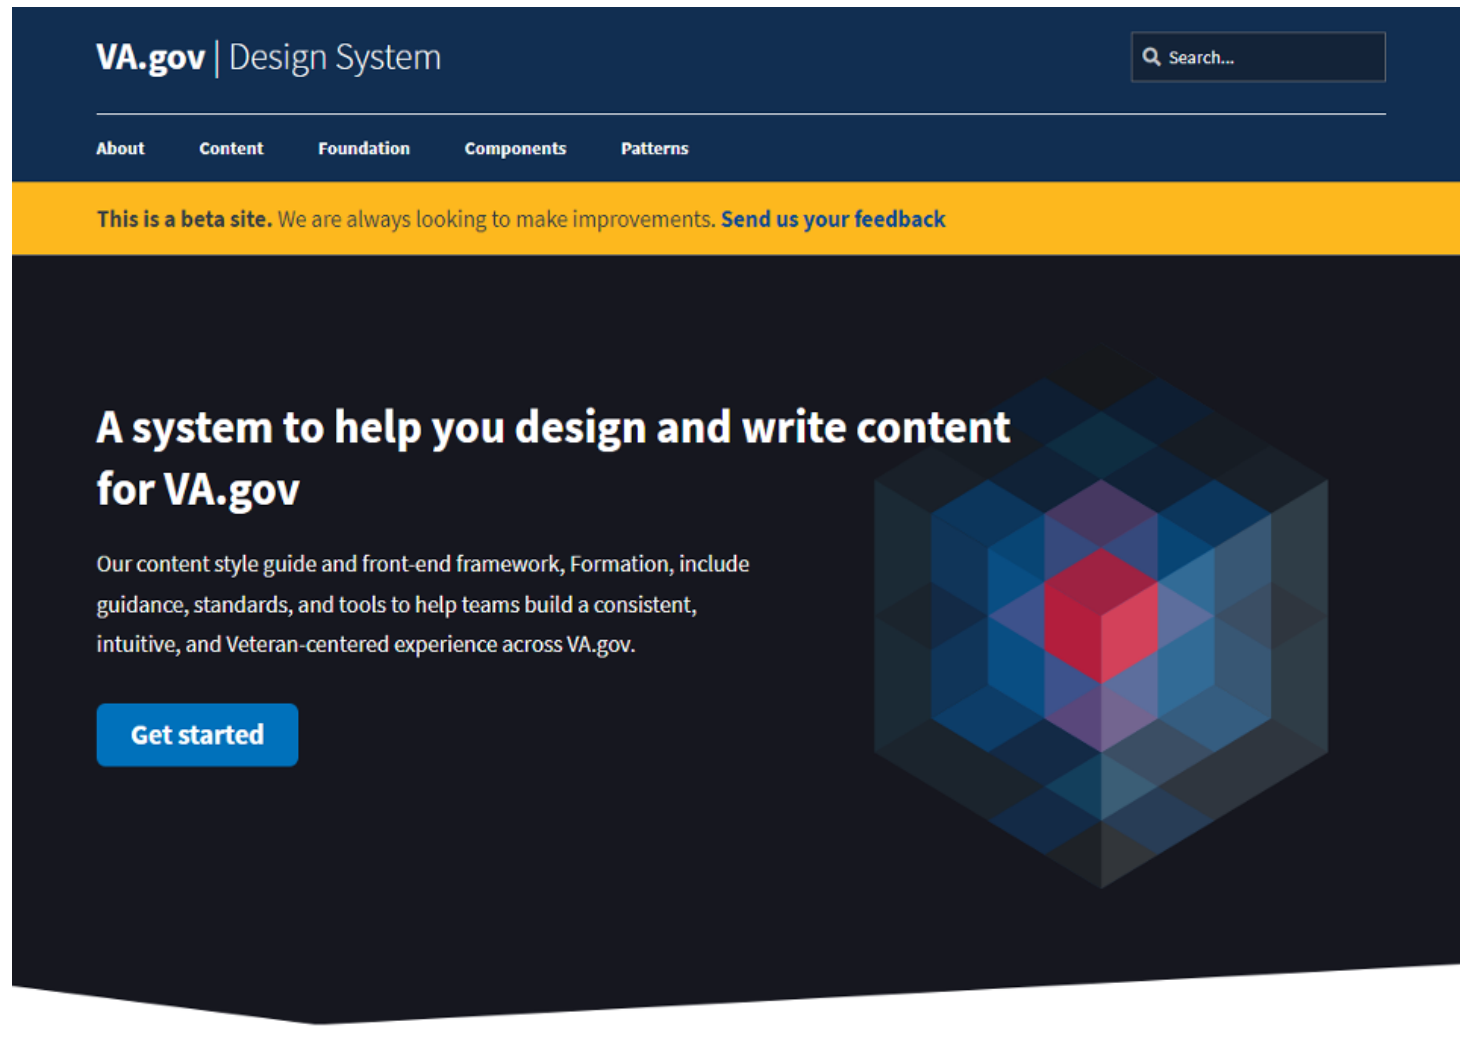 VA.gov | Design System
Search...
About Content Foundation Components Patterns
This is a beta site. We are always looking to make improvements. Send us your feedback
A system to help you design and write content
for VA.gov
Our content style guide and front-end framework, Formation, include
guidance, standards, and tools to help teams build a consistent,
intuitive, and Veteran-centered experience across VA.gov.
Get started